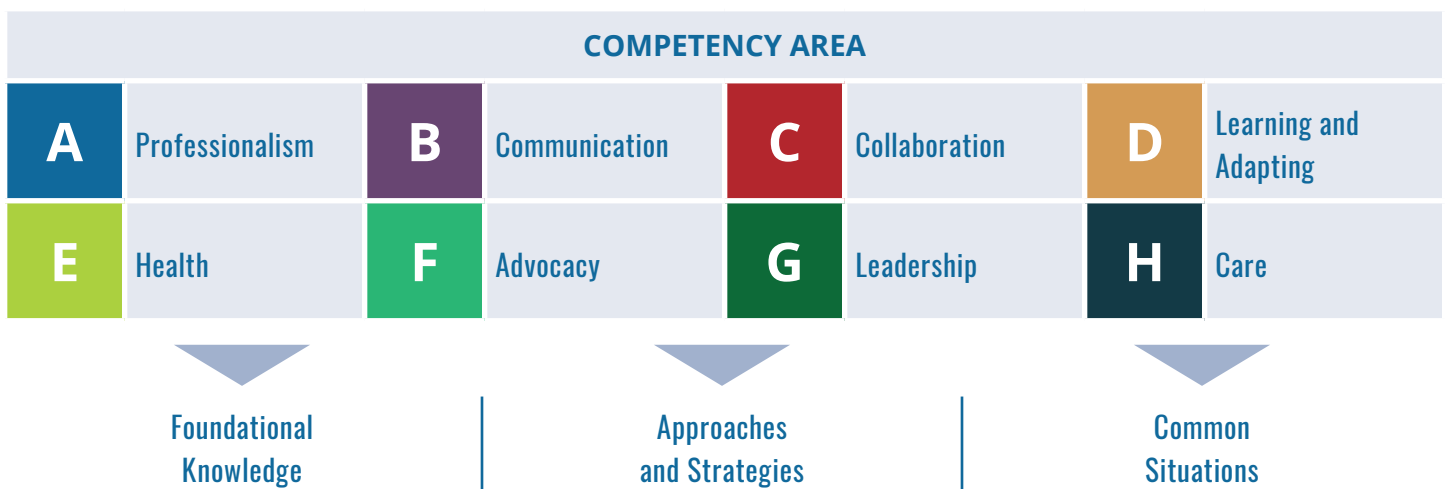 COMPETENCY AREA
A Professionalism B Communication C Collaboration D Learning and
Adapting
E Health F Advocacy G Leadership H Care
Foundational Approaches Common
Knowledge and Strategies Situations